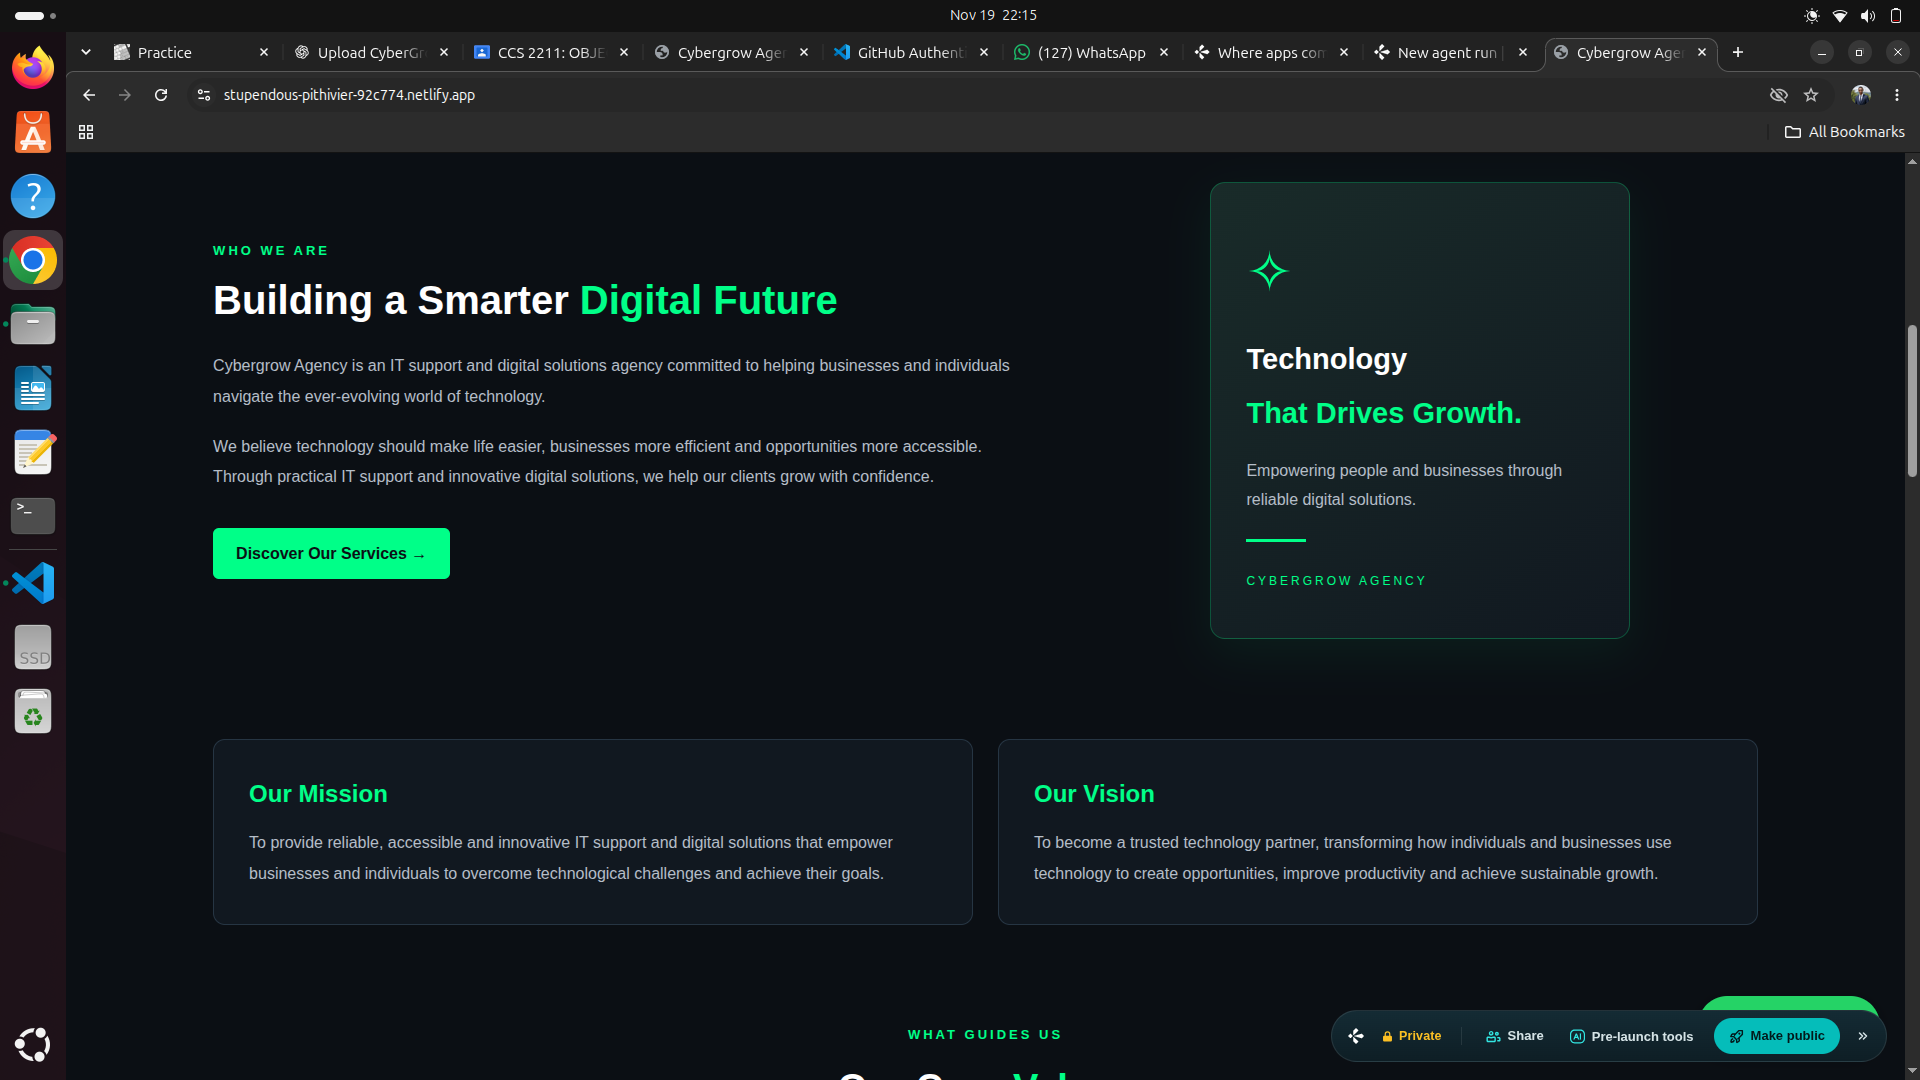 Nov 19 22:15
Practice
Upload CyberGr
CCS 2211: OBJE
Cybergrow Agen
GitHub Authenti
(127) WhatsApp
Where apps com
New agent run |
Cybergrow Agen
stupendous-pithivier-92c774.netlify.app
All Bookmarks
WHO WE ARE
Building a Smarter Digital Future
Cybergrow Agency is an IT support and digital solutions agency committed to helping businesses and individuals
navigate the ever-evolving world of technology.
We believe technology should make life easier, businesses more efficient and opportunities more accessible.
Through practical IT support and innovative digital solutions, we help our clients grow with confidence.
Discover Our Services →
Technology
That Drives Growth.
Empowering people and businesses through
reliable digital solutions.
CYBERGROW AGENCY
Our Mission
To provide reliable, accessible and innovative IT support and digital solutions that empower
businesses and individuals to overcome technological challenges and achieve their goals.
Our Vision
To become a trusted technology partner, transforming how individuals and businesses use
technology to create opportunities, improve productivity and achieve sustainable growth.
WHAT GUIDES US
Private
Share
AI
Pre-launch tools
Make public
>_
SSD